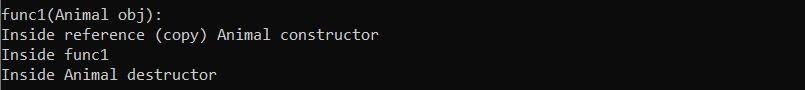 func1(Animal obj):
Inside reference (copy) Animal constructor
Inside func1
Inside Animal destructor